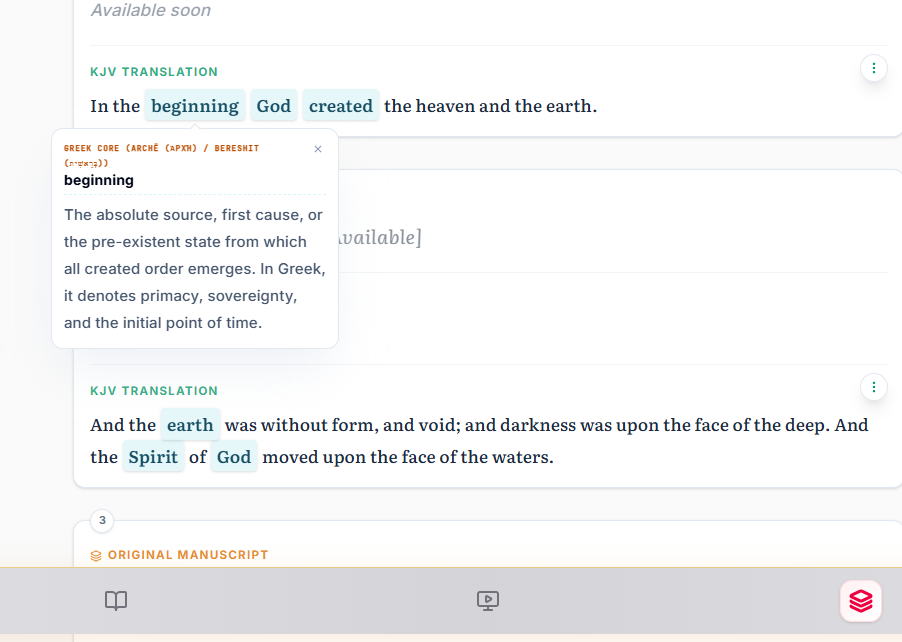 Available soon
KJV TRANSLATION
In the beginning God created the heaven and the earth.
GREEK CORE (ARCHĒ (ἈΡΧΉ) / BERESHIT
(בְּרֵאשִׁית))
beginning
The absolute source, first cause, or
the pre-existent state from which
all created order emerges. In Greek,
it denotes primacy, sovereignty,
and the initial point of time.
Available]
KJV TRANSLATION
And the earth was without form, and void; and darkness was upon the face of the deep. And
the Spirit of God moved upon the face of the waters.
3
ORIGINAL MANUSCRIPT